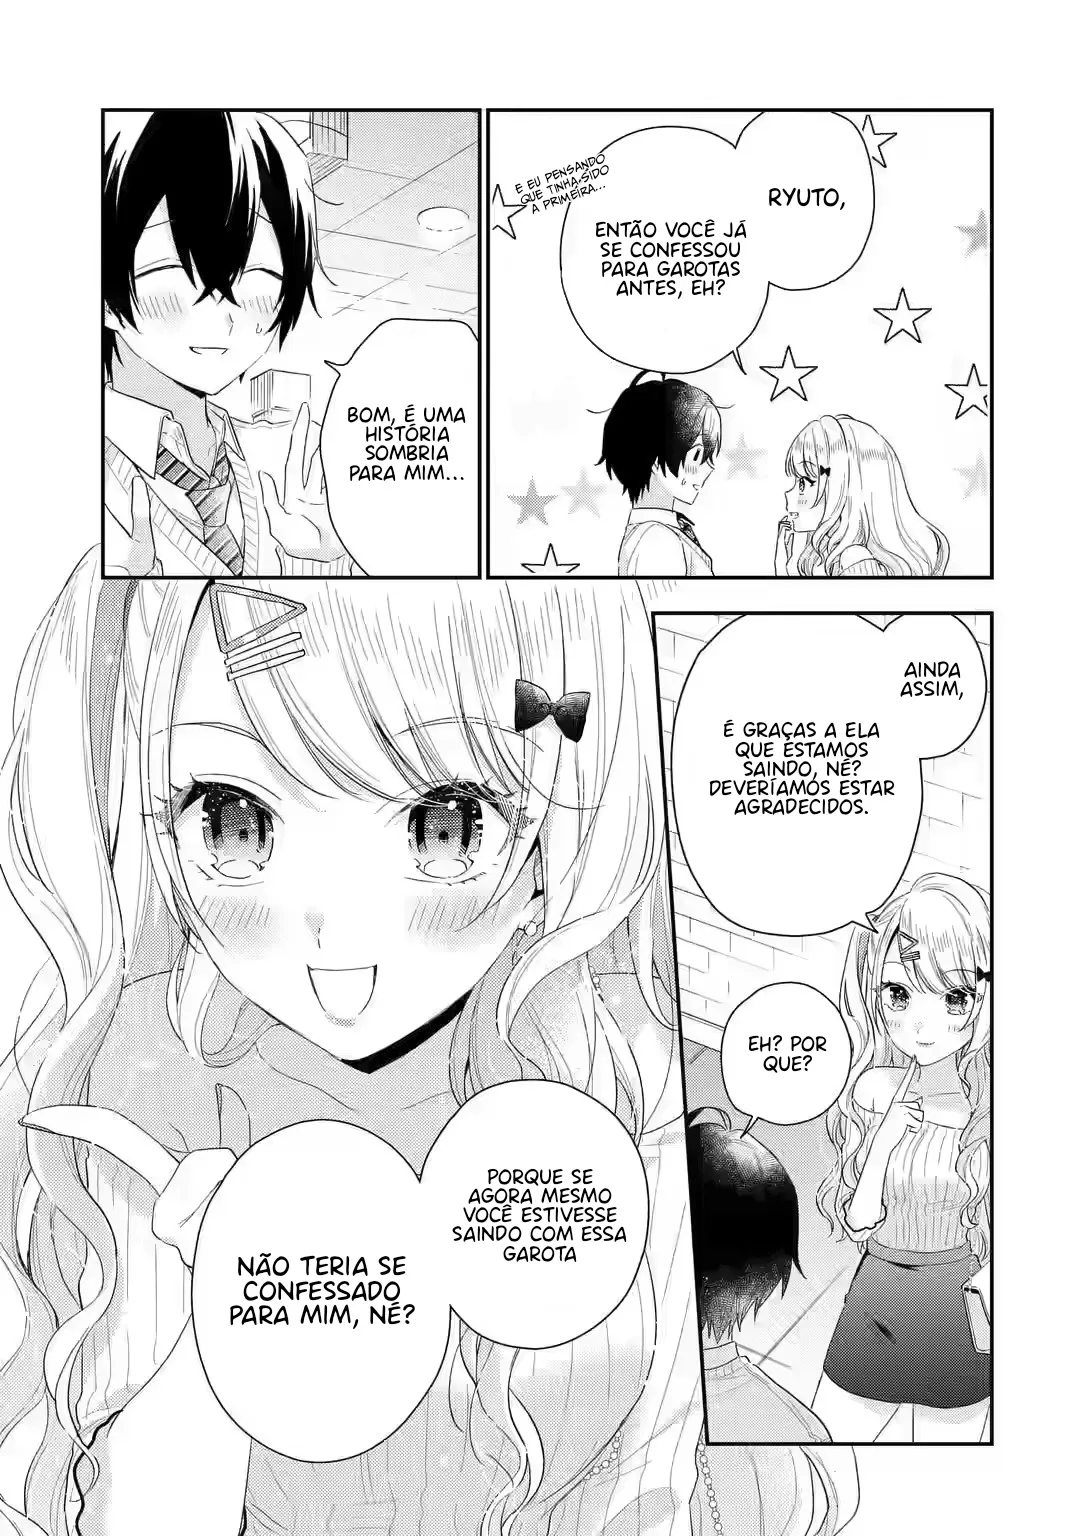 RYUTO,
ENTÃO VOCÊ JÁ
SE CONFESSOU
PARA GAROTAS
ANTES, EH?
E EU PENSANDO
QUE TINHA SIDO
A PRIMEIRA...
BOM, É UMA
HISTÓRIA
SOMBRIA
PARA MIM...
AINDA
ASSIM,
É GRAÇAS A ELA
QUE ESTAMOS
SAINDO, NÉ?
DEVERÍAMOS ESTAR
AGRADECIDOS.
EH? POR
QUE?
PORQUE SE
AGORA MESMO
VOCÊ ESTIVESSE
SAINDO COM ESSA
GAROTA
NÃO TERIA SE
CONFESSADO
PARA MIM, NÉ?